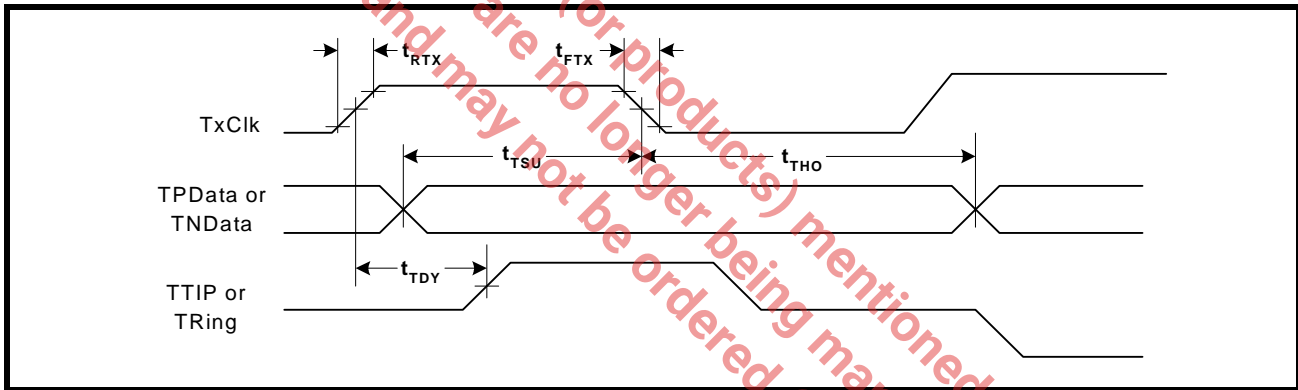 (or products) mentioned
are no longer being ma
and may not be ordered
tRTX
tFTX
TxClk
tTSU
tTHO
TPData or
TNData
tTDY
TTIP or
TRing